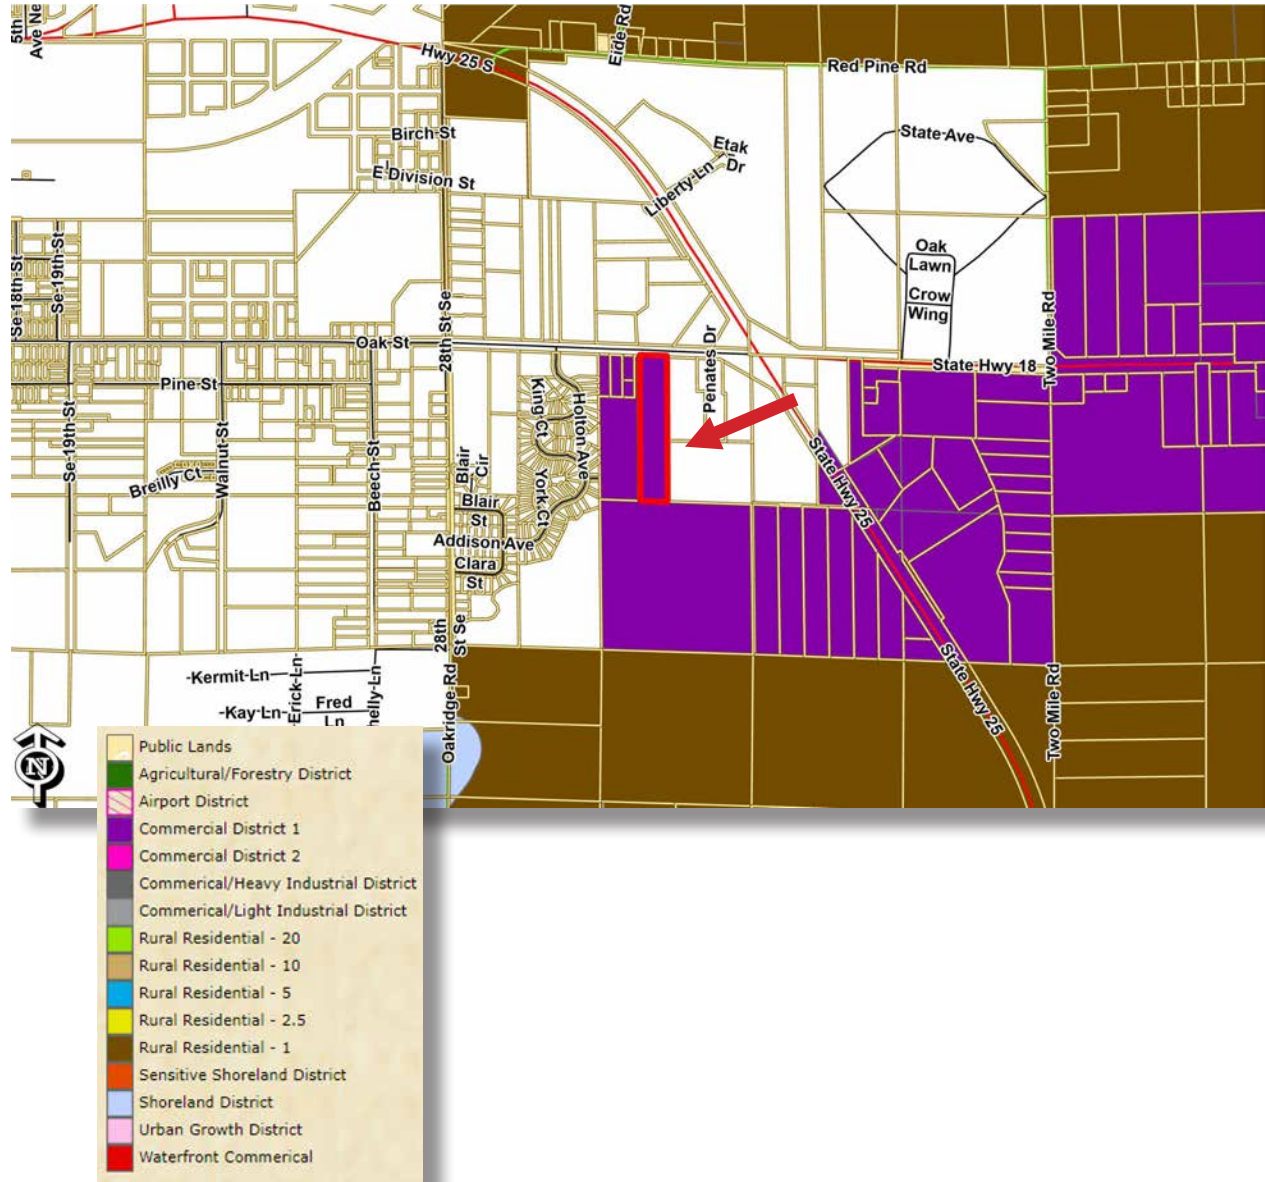 5th
Ave Ne
Hwy 25 S
Eide Rd
Red Pine Rd
Birch St
E Division St
Etak
Dr
Liberty Ln
State Ave
Se 18th St
Se 19th St
Oak
Lawn
Crow
Wing
28th St Se
Two Mile Rd
Oak St
Penates Dr
State Hwy 18
Pine St
King Ct
Holton Ave
Se 19th St
Walnut St
Beech St
Breilly Ct
Blair
Cir
York Ct
State Hwy 25
Blair
St
Addison Ave
Clara
St
28th
St Se
Kermit Ln
Erick Ln
helly Ln
Oakridge Rd
State Hwy 25
Two Mile Rd
Kay Ln
Fred
Ln
N
Public Lands
Agricultural/Forestry District
Airport District
Commercial District 1
Commercial District 2
Commerical/Heavy Industrial District
Commerical/Light Industrial District
Rural Residential - 20
Rural Residential - 10
Rural Residential - 5
Rural Residential - 2.5
Rural Residential - 1
Sensitive Shoreland District
Shoreland District
Urban Growth District
Waterfront Commerical